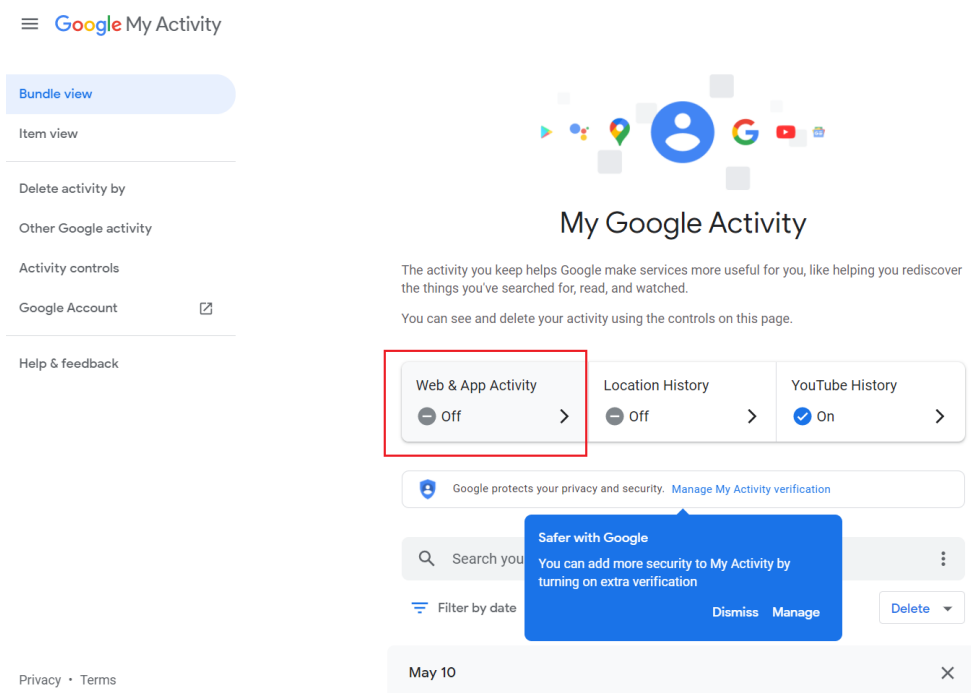 Google My Activity
Bundle view
Item view
Delete activity by
Other Google activity
Activity controls
Google Account
Help & feedback
Privacy • Terms
My Google Activity
The activity you keep helps Google make services more useful for you, like helping you rediscover
the things you've searched for, read, and watched.
You can see and delete your activity using the controls on this page.
Web & App Activity
Off
Location History
Off
YouTube History
On
Google protects your privacy and security. Manage My Activity verification
Safer with Google
You can add more security to My Activity by
turning on extra verification
Dismiss Manage
Search you
Filter by date
Delete
May 10